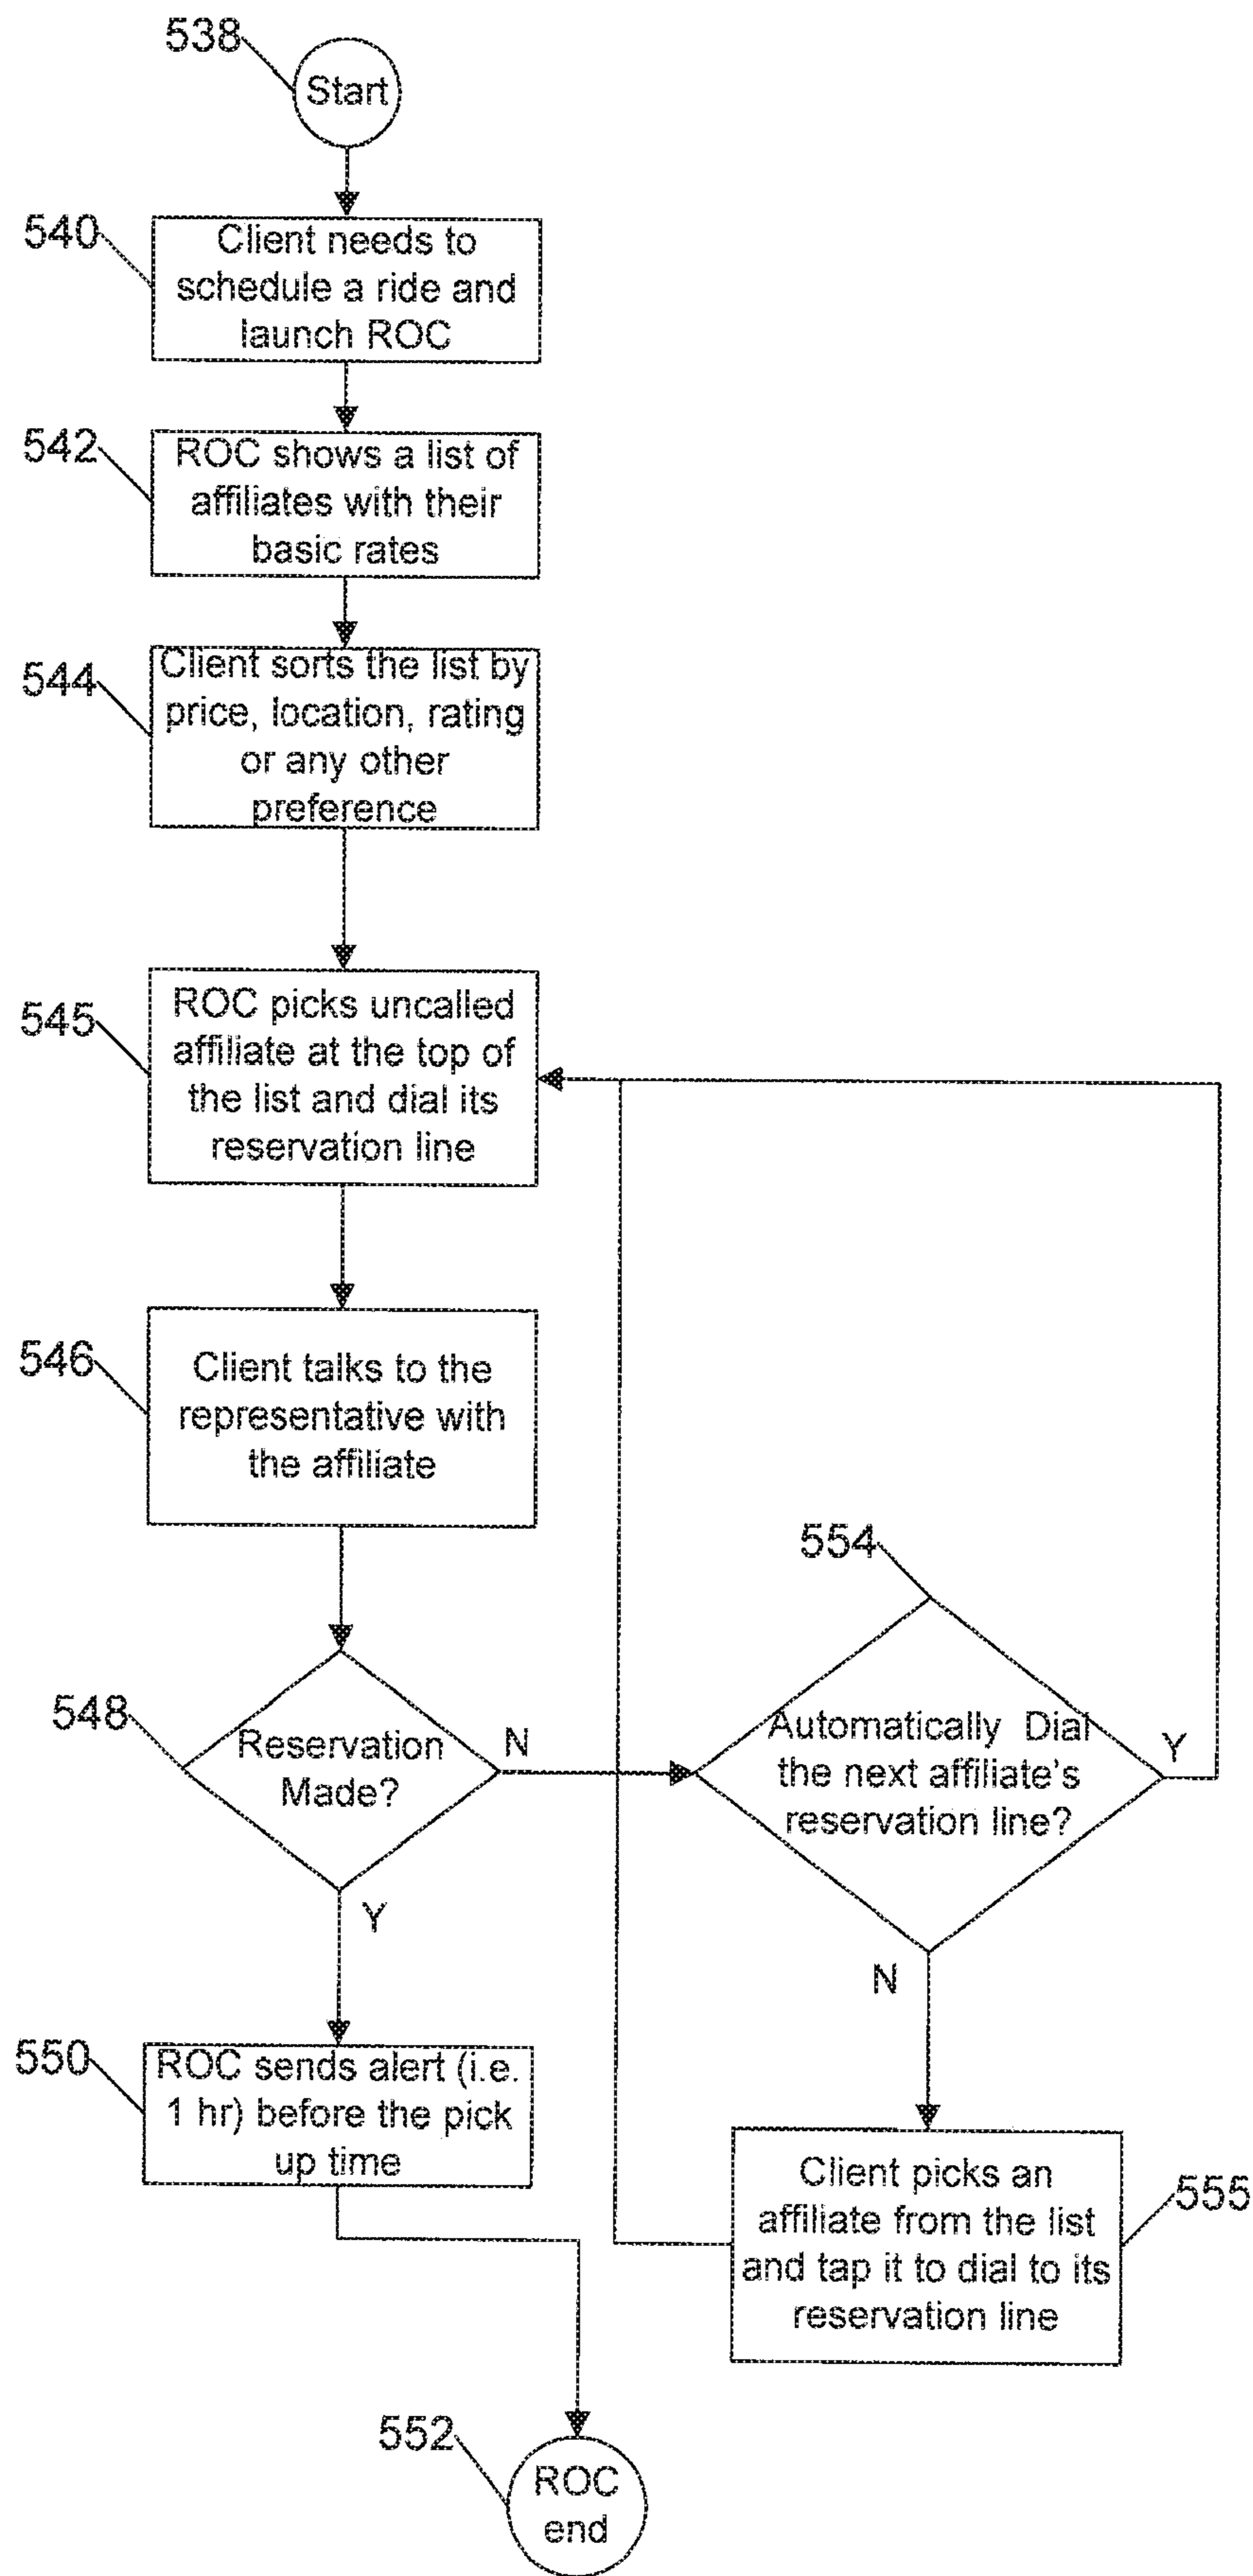 538
Start
540
Client needs to
schedule a ride and
launch ROC
542
ROC shows a list of
affiliates with their
basic rates
544
Client sorts the list by
price, location, rating
or any other
preference
545
ROC picks uncalled
affiliate at the top of
the list and dial its
reservation line
546
Client talks to the
representative with
the affiliate
548
Reservation
Made?
N
Y
554
Automatically Dial
the next affiliate's
reservation line?
Y
N
550
ROC sends alert (i.e.
1 hr) before the pick
up time
555
Client picks an
affiliate from the list
and tap it to dial to its
reservation line
552
ROC
end